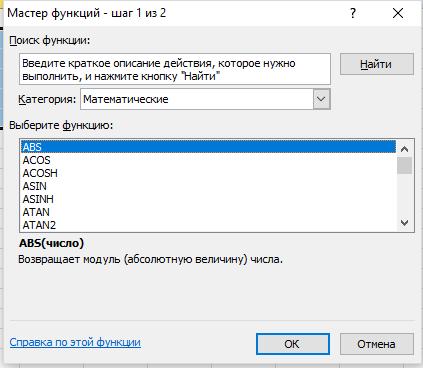 Мастер функций - шаг 1 из 2
?
Поиск функции:
Введите краткое описание действия, которое нужно
выполнить, и нажмите кнопку "Найти"
Найти
Категория: Математические
Выберите функцию:
ABS
ACOS
ACOSH
ASIN
ASINH
ATAN
ATAN2
ABS(число)
Возвращает модуль (абсолютную величину) числа.
Справка по этой функции
ОК
Отмена